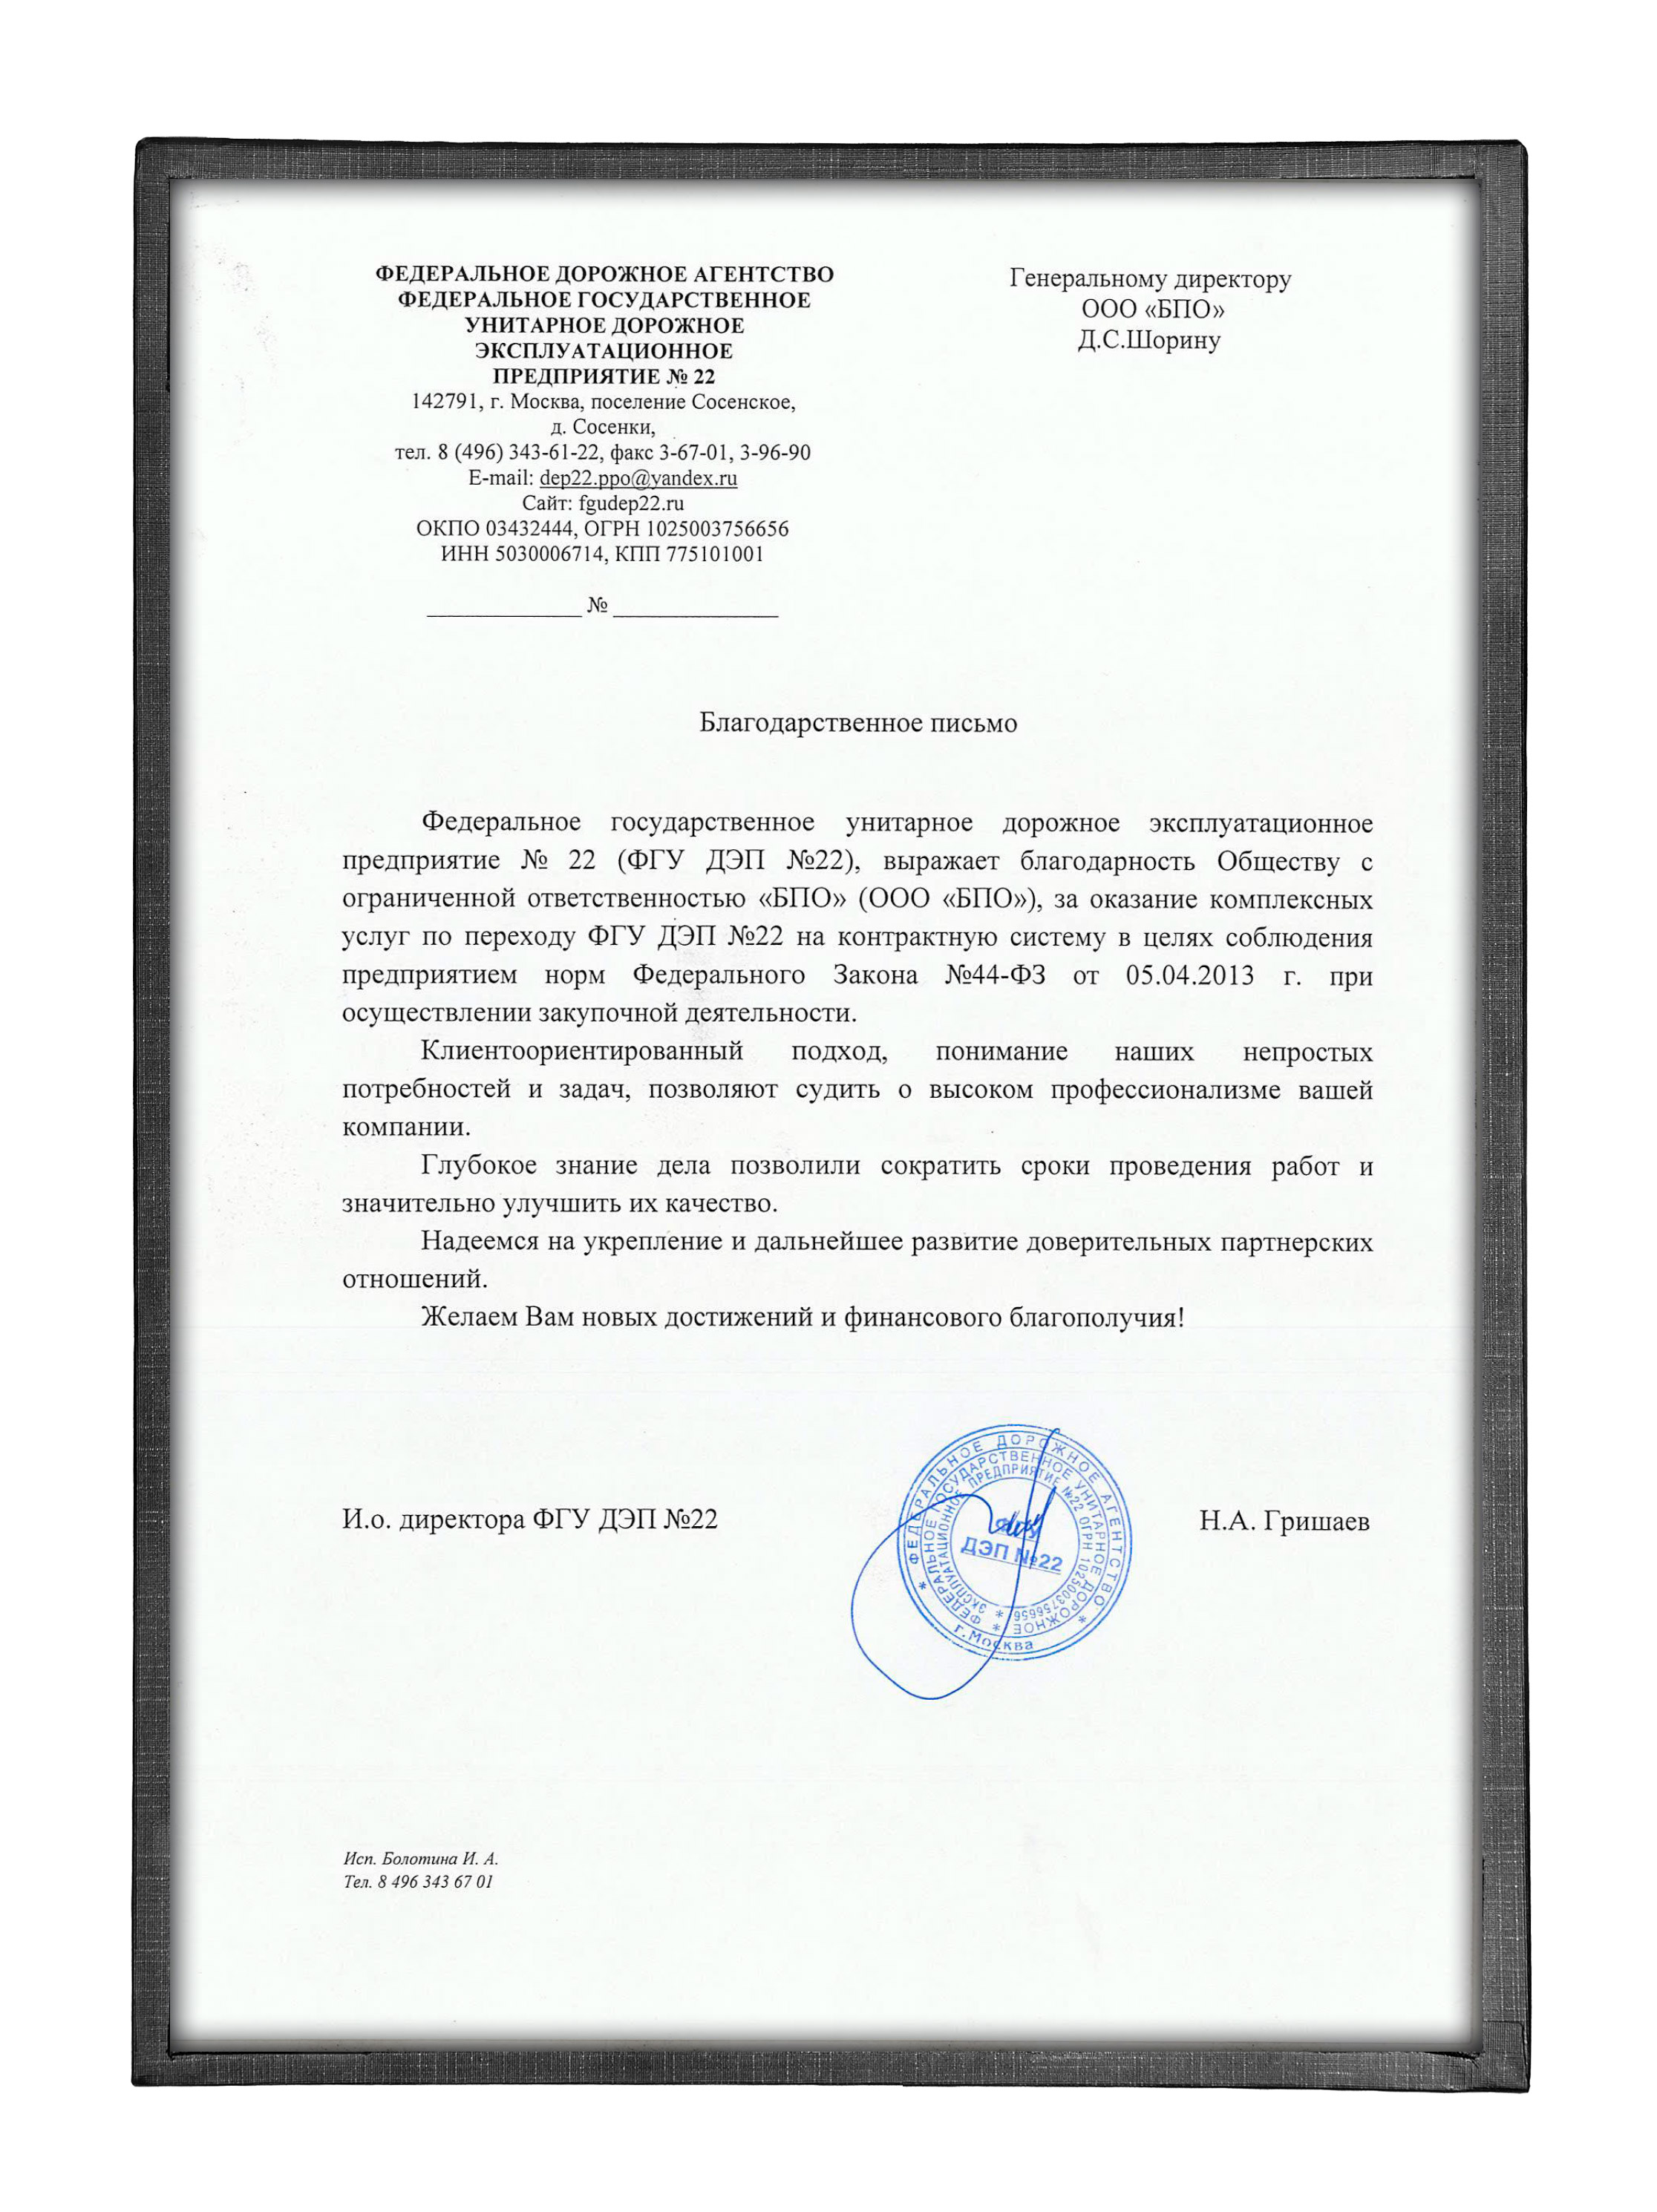 ФЕДЕРАЛЬНОЕ ДОРОЖНОЕ АГЕНТСТВО
ФЕДЕРАЛЬНОЕ ГОСУДАРСТВЕННОЕ
УНИТАРНОЕ ДОРОЖНОЕ
ЭКСПЛУАТАЦИОННОЕ
ПРЕДПРИЯТИЕ № 22
142791, г. Москва, поселение Сосенское,
д. Сосенки,
тел. 8 (496) 343-61-22, факс 3-67-01, 3-96-90
E-mail: dep22.ppo@yandex.ru
Сайт: fgudep22.ru
ОКПО 03432444, ОГРН 1025003756656
ИНН 5030006714, КПП 775101001
____________ № ____________
Генеральному директору
ООО «БПО»
Д.С.Шорину
Благодарственное письмо
Федеральное государственное унитарное дорожное эксплуатационное
предприятие № 22 (ФГУ ДЭП №22), выражает благодарность Обществу с
ограниченной ответственностью «БПО» (ООО «БПО»), за оказание комплексных
услуг по переходу ФГУ ДЭП №22 на контрактную систему в целях соблюдения
предприятием норм Федерального Закона №44-ФЗ от 05.04.2013 г. при
осуществлении закупочной деятельности.
Клиентоориентированный подход, понимание наших непростых
потребностей и задач, позволяют судить о высоком профессионализме вашей
компании.
Глубокое знание дела позволили сократить сроки проведения работ и
значительно улучшить их качество.
Надеемся на укрепление и дальнейшее развитие доверительных партнерских
отношений.
Желаем Вам новых достижений и финансового благополучия!
И.о. директора ФГУ ДЭП №22
Н.А. Гришаев
* ФЕДЕРАЛЬНОЕ ДОРОЖНОЕ АГЕНТСТВО *
г.Москва
* ФЕДЕРАЛЬНОЕ ГОСУДАРСТВЕННОЕ УНИТАРНОЕ ДОРОЖНОЕ
* ЭКСПЛУАТАЦИОННОЕ ПРЕДПРИЯТИЕ №22 ОГРН 1025003756656
ФГУ
ДЭП №22
Исп. Болотина И. А.
Тел. 8 496 343 67 01